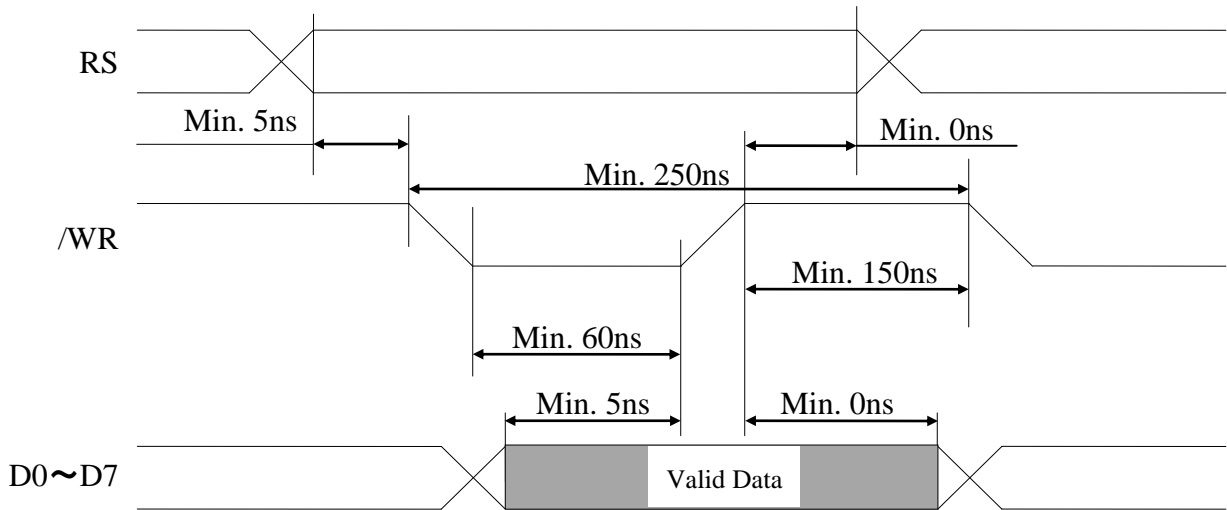 RS
Min. 5ns
Min. 0ns
Min. 250ns
/WR
Min. 150ns
Min. 60ns
Min. 5ns
Min. 0ns
D0～D7
Valid Data